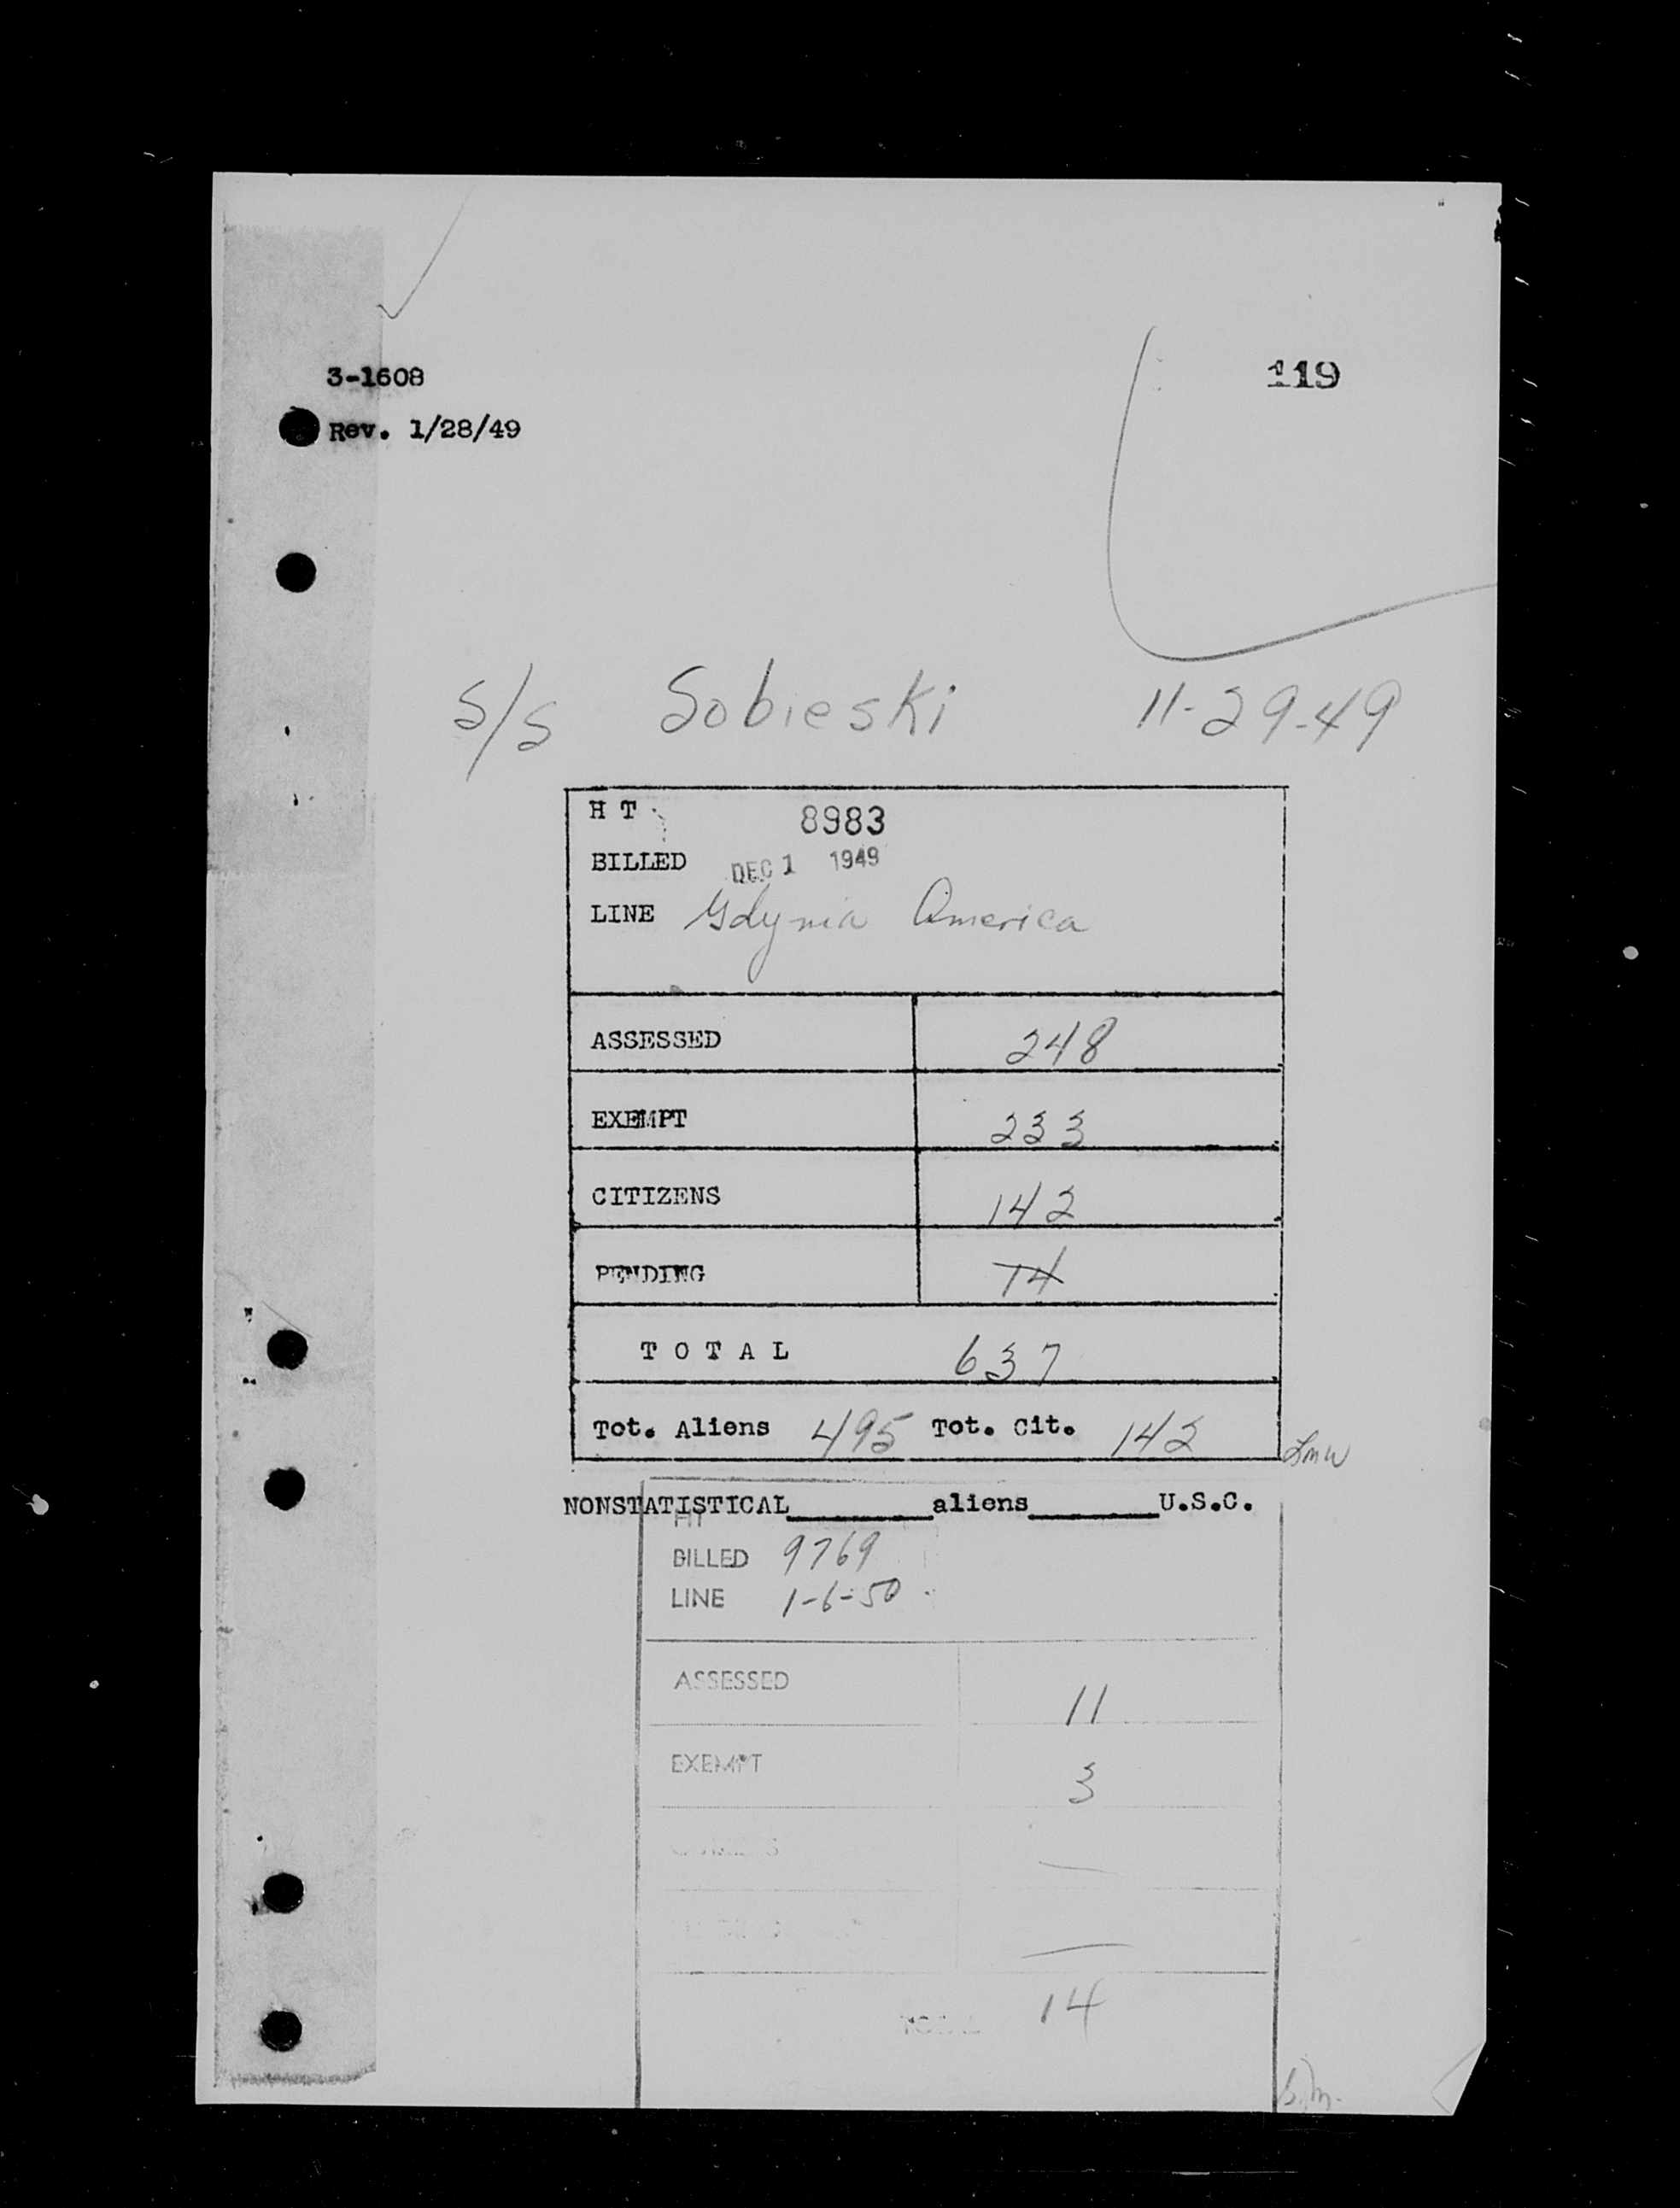 119
3-1608
Rev. 1/28/49
S/S Sobieski 11-29-49
H T 8983
BILLED DEC 1 1949
LINE Gdynia America
ASSESSED 248
EXEMPT 233
CITIZENS 142
PENDING 14
T O T A L 637
Tot. Aliens 495 Tot. Cit. 142
NONSTATISTICAL aliens U.S.C.
HT
BILLED 9769
LINE 1-6-50
ASSESSED 11
EXEMPT 3
14